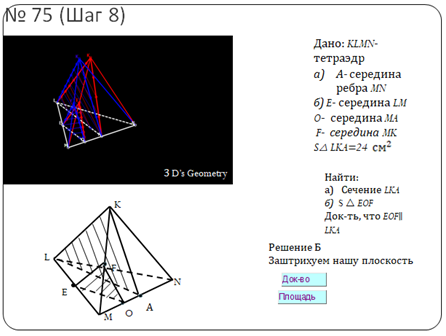 № 75 (Шаг 8)
Дано: KLMN-
тетраэдр
а) A- середина
ребра MN
б) E- середина LM
O- середина MA
F- середина MK
S△ LKA=24 см²
3 D's Geometry
Найти:
а) Сечение LKA
б) S △ EOF
Док-ть, что EOF||
LKA
Решение Б
Заштрихуем нашу плоскость
Док-во
Площадь
K
L
F
N
E
A
M
O